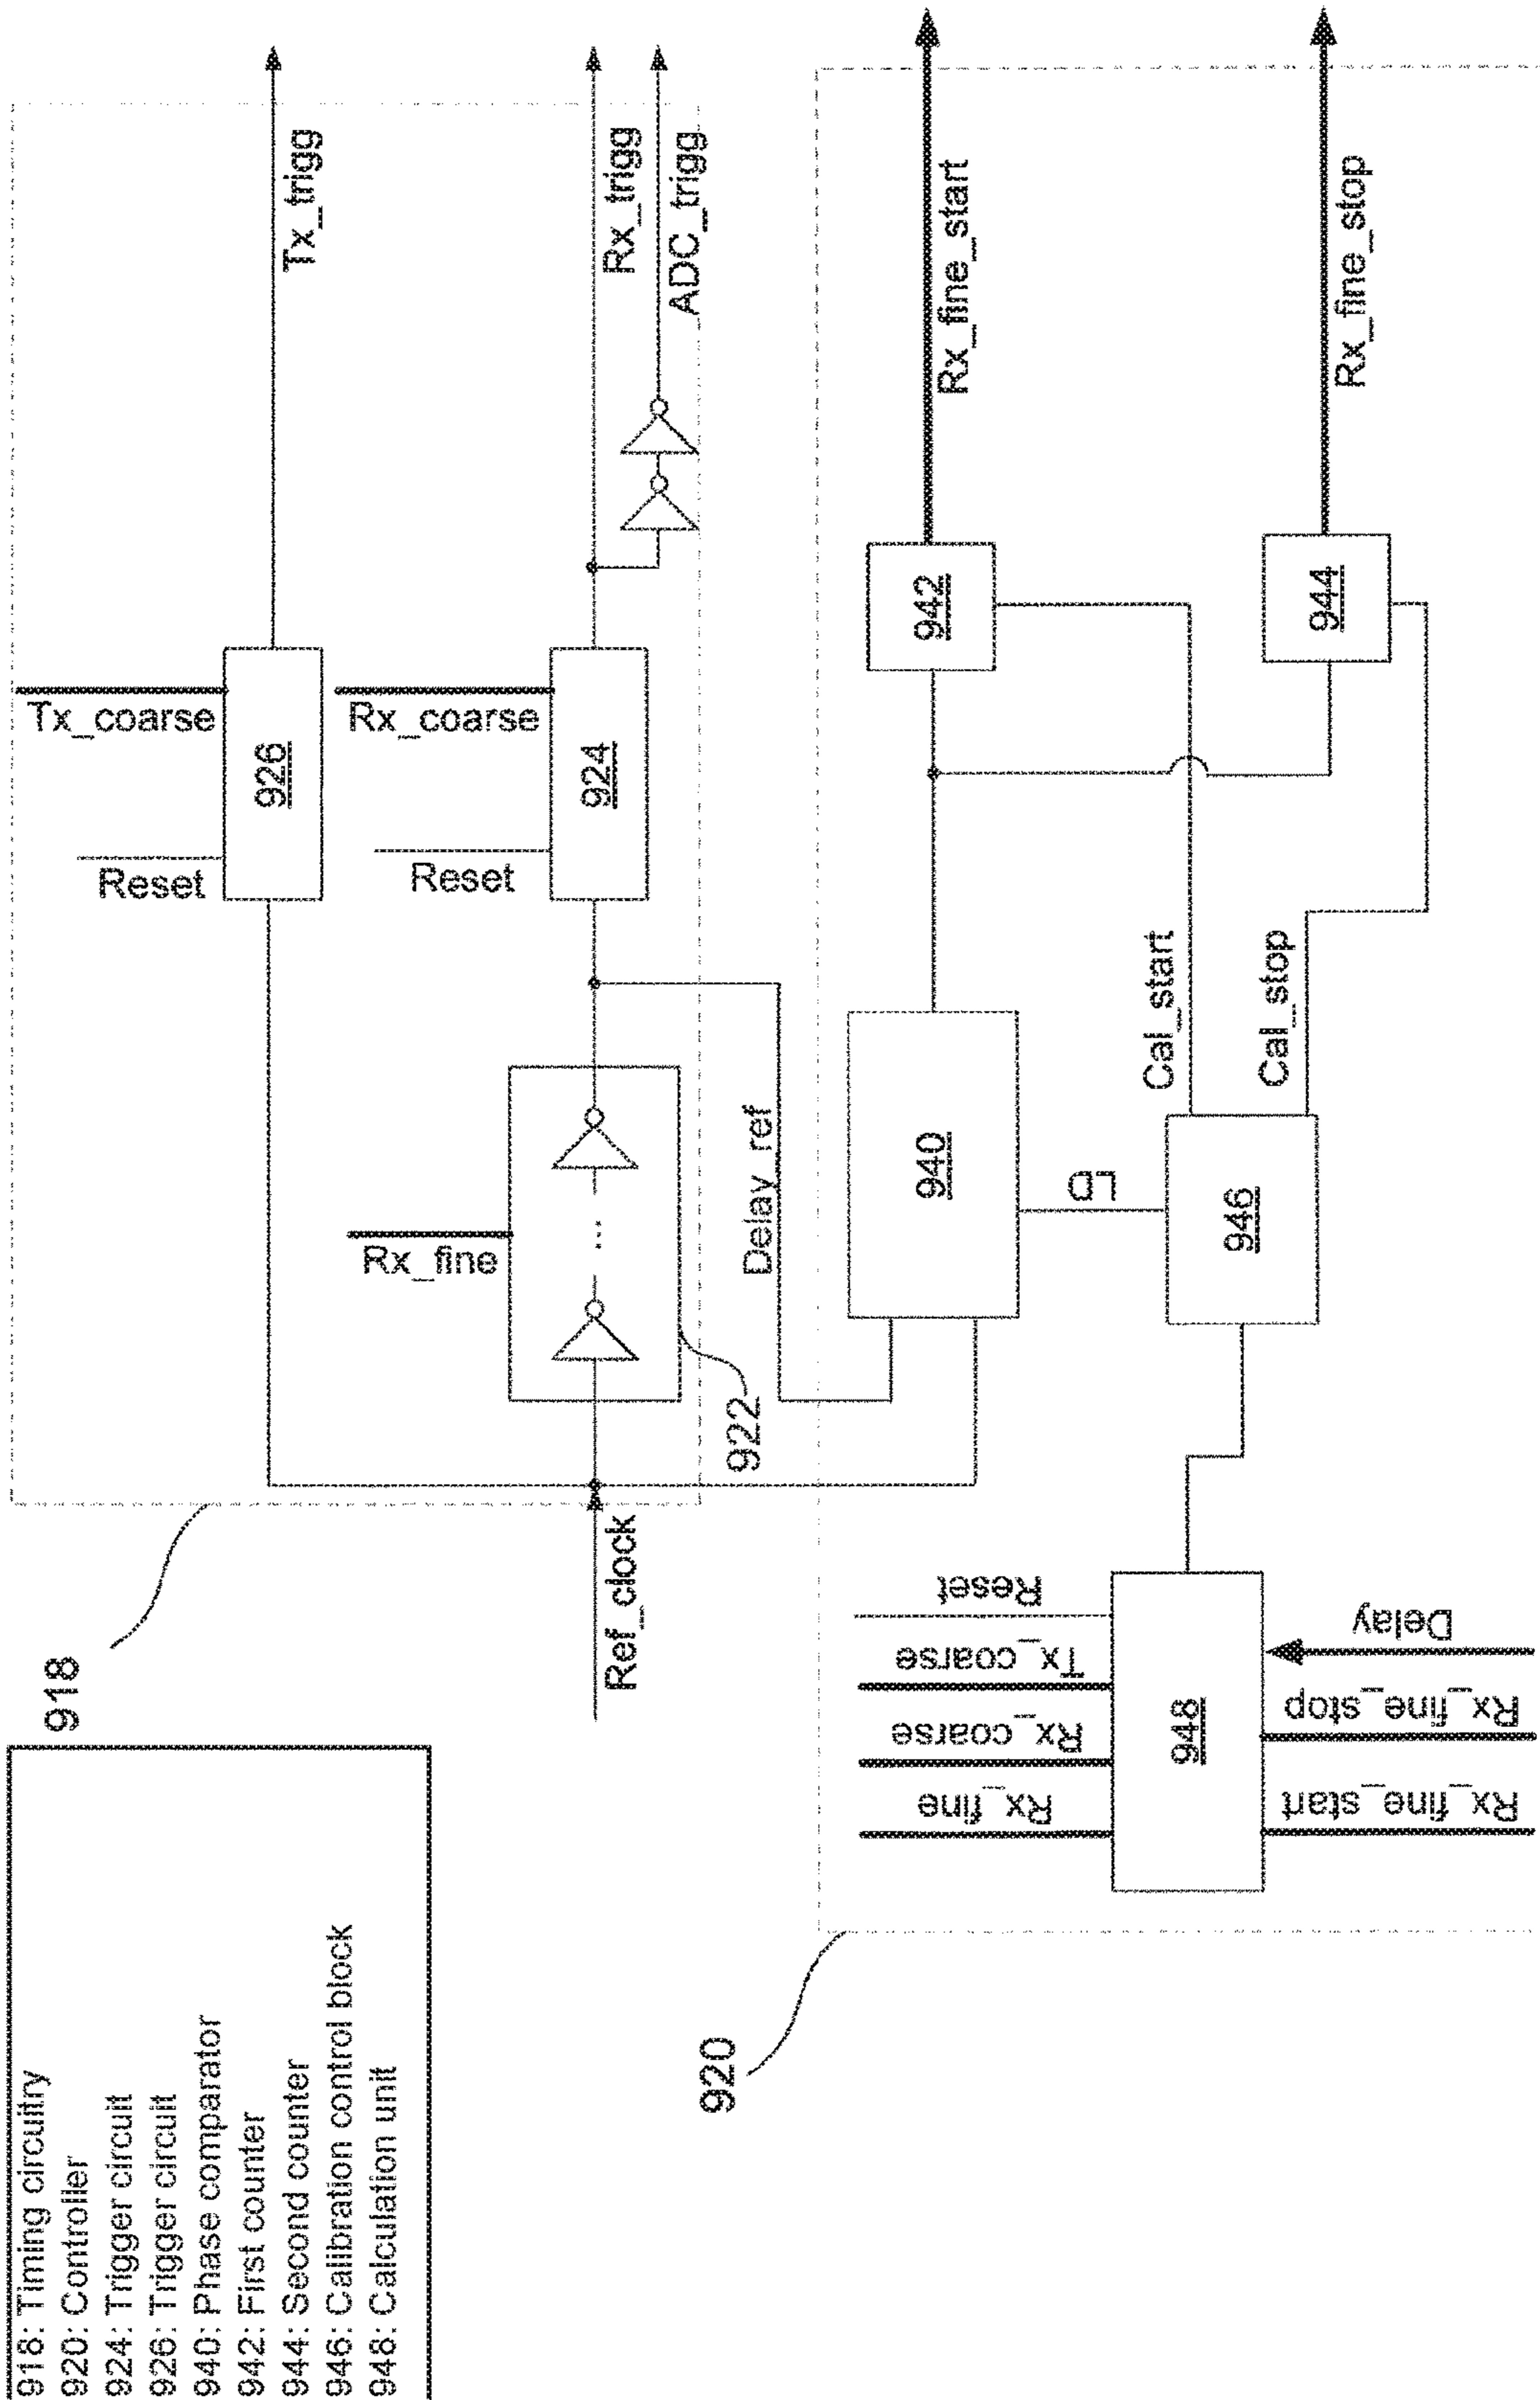 918: Timing circuitry
920: Controller
924: Trigger circuit
926: Trigger circuit
940: Phase comparator
942: First counter
944: Second counter
946: Calibration control block
948: Calculation unit
918
Tx_coarse
Reset
926
Tx_trigg
Rx_coarse
Reset
924
Rx_trigg
ADC_trigg
Rx_fine
...
Ref_clock
922
Delay_ref
920
940
942
Rx_fine_start
LD
946
Cal_start
Cal_stop
944
Rx_fine_stop
Rx_fine
Rx_coarse
Tx_coarse
Reset
948
Rx_fine_start
Rx_fine_stop
Delay